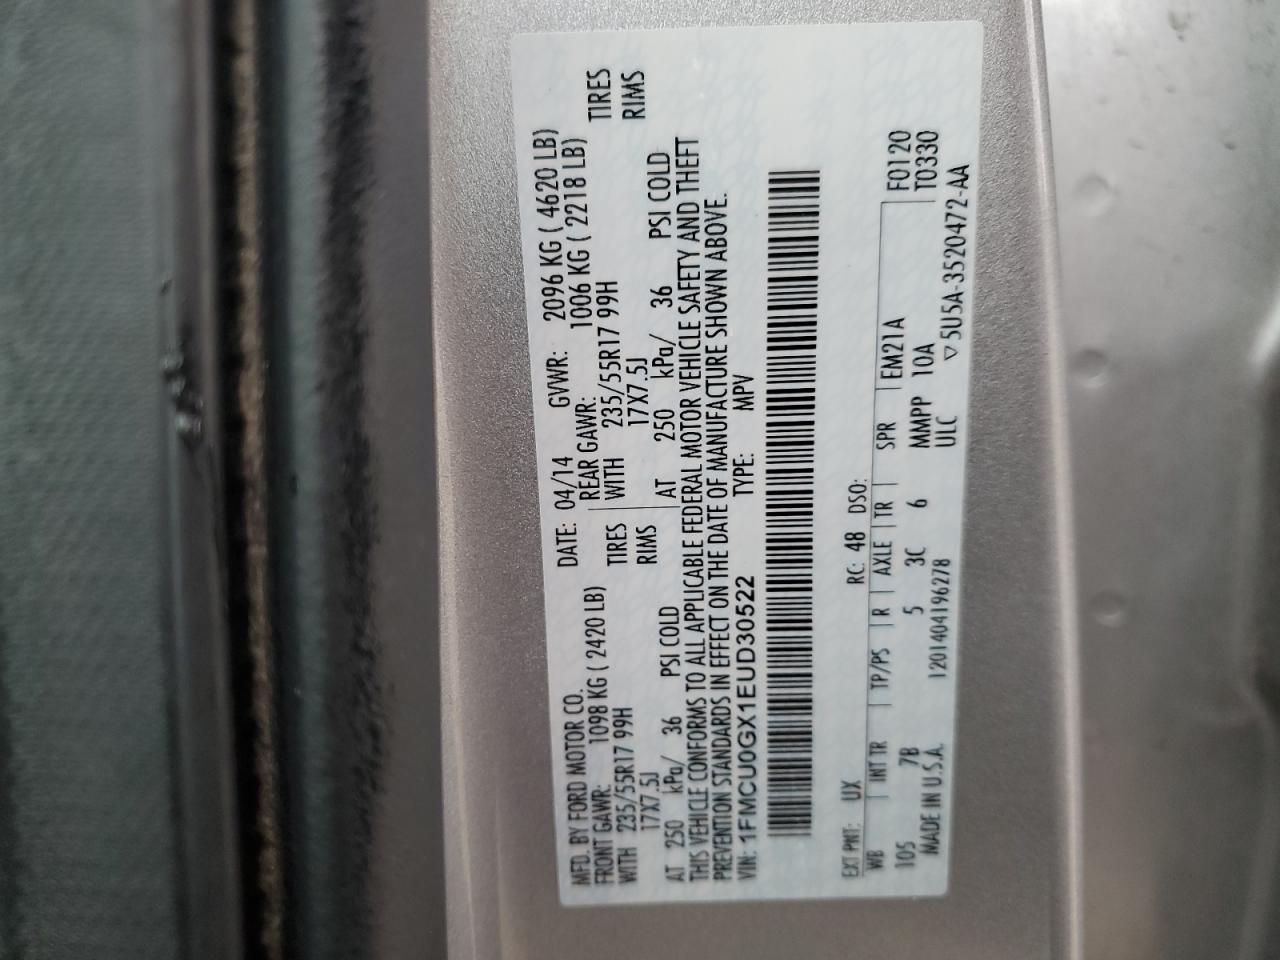 MFD. BY FORD MOTOR CO. DATE: 04/14 GVWR: 2096 KG ( 4620 LB)
FRONT GAWR: 1098 KG ( 2420 LB) REAR GAWR: 1006 KG ( 2218 LB)
WITH 235/55R17 99H TIRES WITH 235/55R17 99H TIRES
17X7.5J RIMS 17X7.5J RIMS
AT 250 kPa/ 36 PSI COLD AT 250 kPa/ 36 PSI COLD
THIS VEHICLE CONFORMS TO ALL APPLICABLE FEDERAL MOTOR VEHICLE SAFETY AND THEFT
PREVENTION STANDARDS IN EFFECT ON THE DATE OF MANUFACTURE SHOWN ABOVE.
VIN: 1FMCU0GX1EUD30522 TYPE: MPV
EXT PNT: UX RC: 48 DSO:
WB INT TR TP/PS R AXLE TR SPR EM21A F0120
105 7B 5 3C 6 MMPP 10A T0330
MADE IN U.S.A. 1201404196278 ULC ▽5U5A-3520472-AA